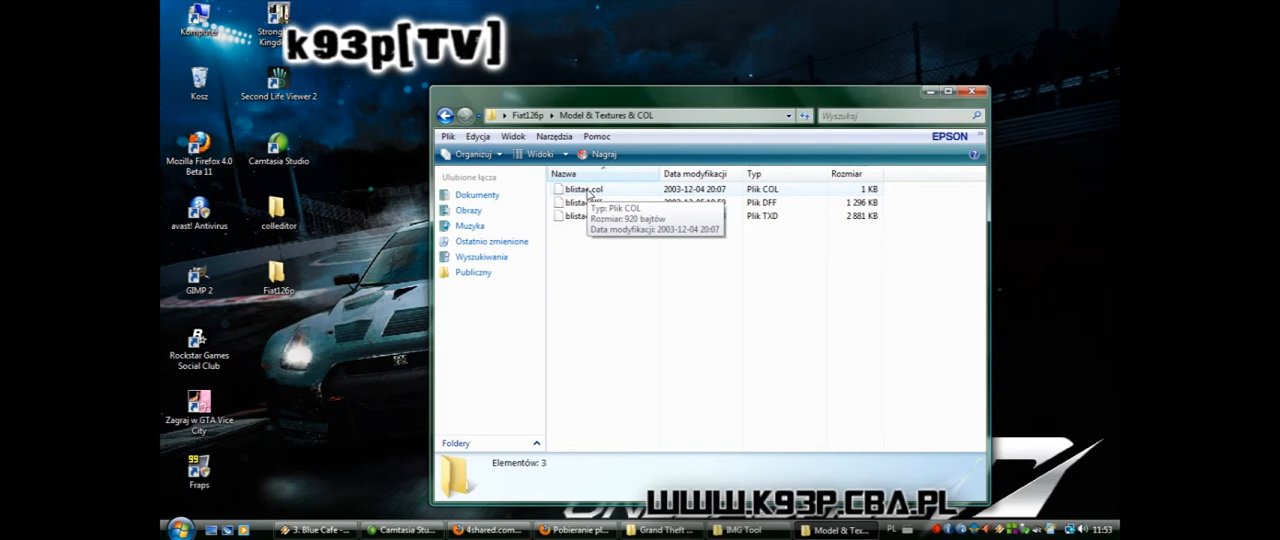 Komputer
k93p[TV]
Kosz
Second Life Viewer 2
Mozilla Firefox 4.0
Beta 11
Camtasia Studio
avast! Antivirus
colleditor
GIMP 2
Fiat126p
Rockstar Games
Social Club
Zagraj w GTA Vice
City
Fraps
Fiat126p
Model & Textures & COL
Wyszukaj
Plik
Edycja
Widok
Narzędzia
Pomoc
EPSON
Organizuj
Widoki
Nagraj
Ulubione łącza
Dokumenty
Obrazy
Muzyka
Ostatnio zmienione
Wyszukiwania
Publiczny
Foldery
Nazwa
Data modyfikacji
Typ
Rozmiar
blistac.col
2003-12-04 20:07
Plik COL
1 KB
Plik DFF
1 296 KB
Plik TXD
2 881 KB
Typ: Plik COL
Rozmiar: 920 bajtów
Data modyfikacji: 2003-12-04 20:07
Elementów: 3
WWW.K93P.CBA.PL
3. Blue Cafe -...
Camtasia Stu...
4shared.com...
Pobieranie pl...
Grand Theft ...
IMG Tool
Model & Tex...
PL
11:53